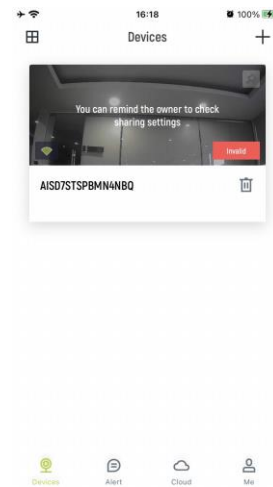 16:18
100%
Devices
You can remind the owner to check
sharing settings
Invalid
AISD7STSPBMN4NBQ
Devices
Alert
Cloud
Me